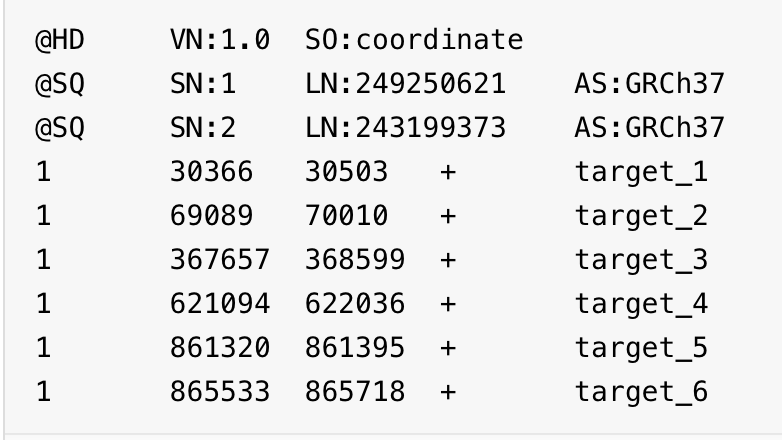 @HD	VN:1.0	SO:coordinate
@SQ	SN:1	LN:249250621	AS:GRCh37
@SQ	SN:2	LN:243199373	AS:GRCh37
1	30366	30503	+	target_1
1	69089	70010	+	target_2
1	367657	368599	+	target_3
1	621094	622036	+	target_4
1	861320	861395	+	target_5
1	865533	865718	+	target_6